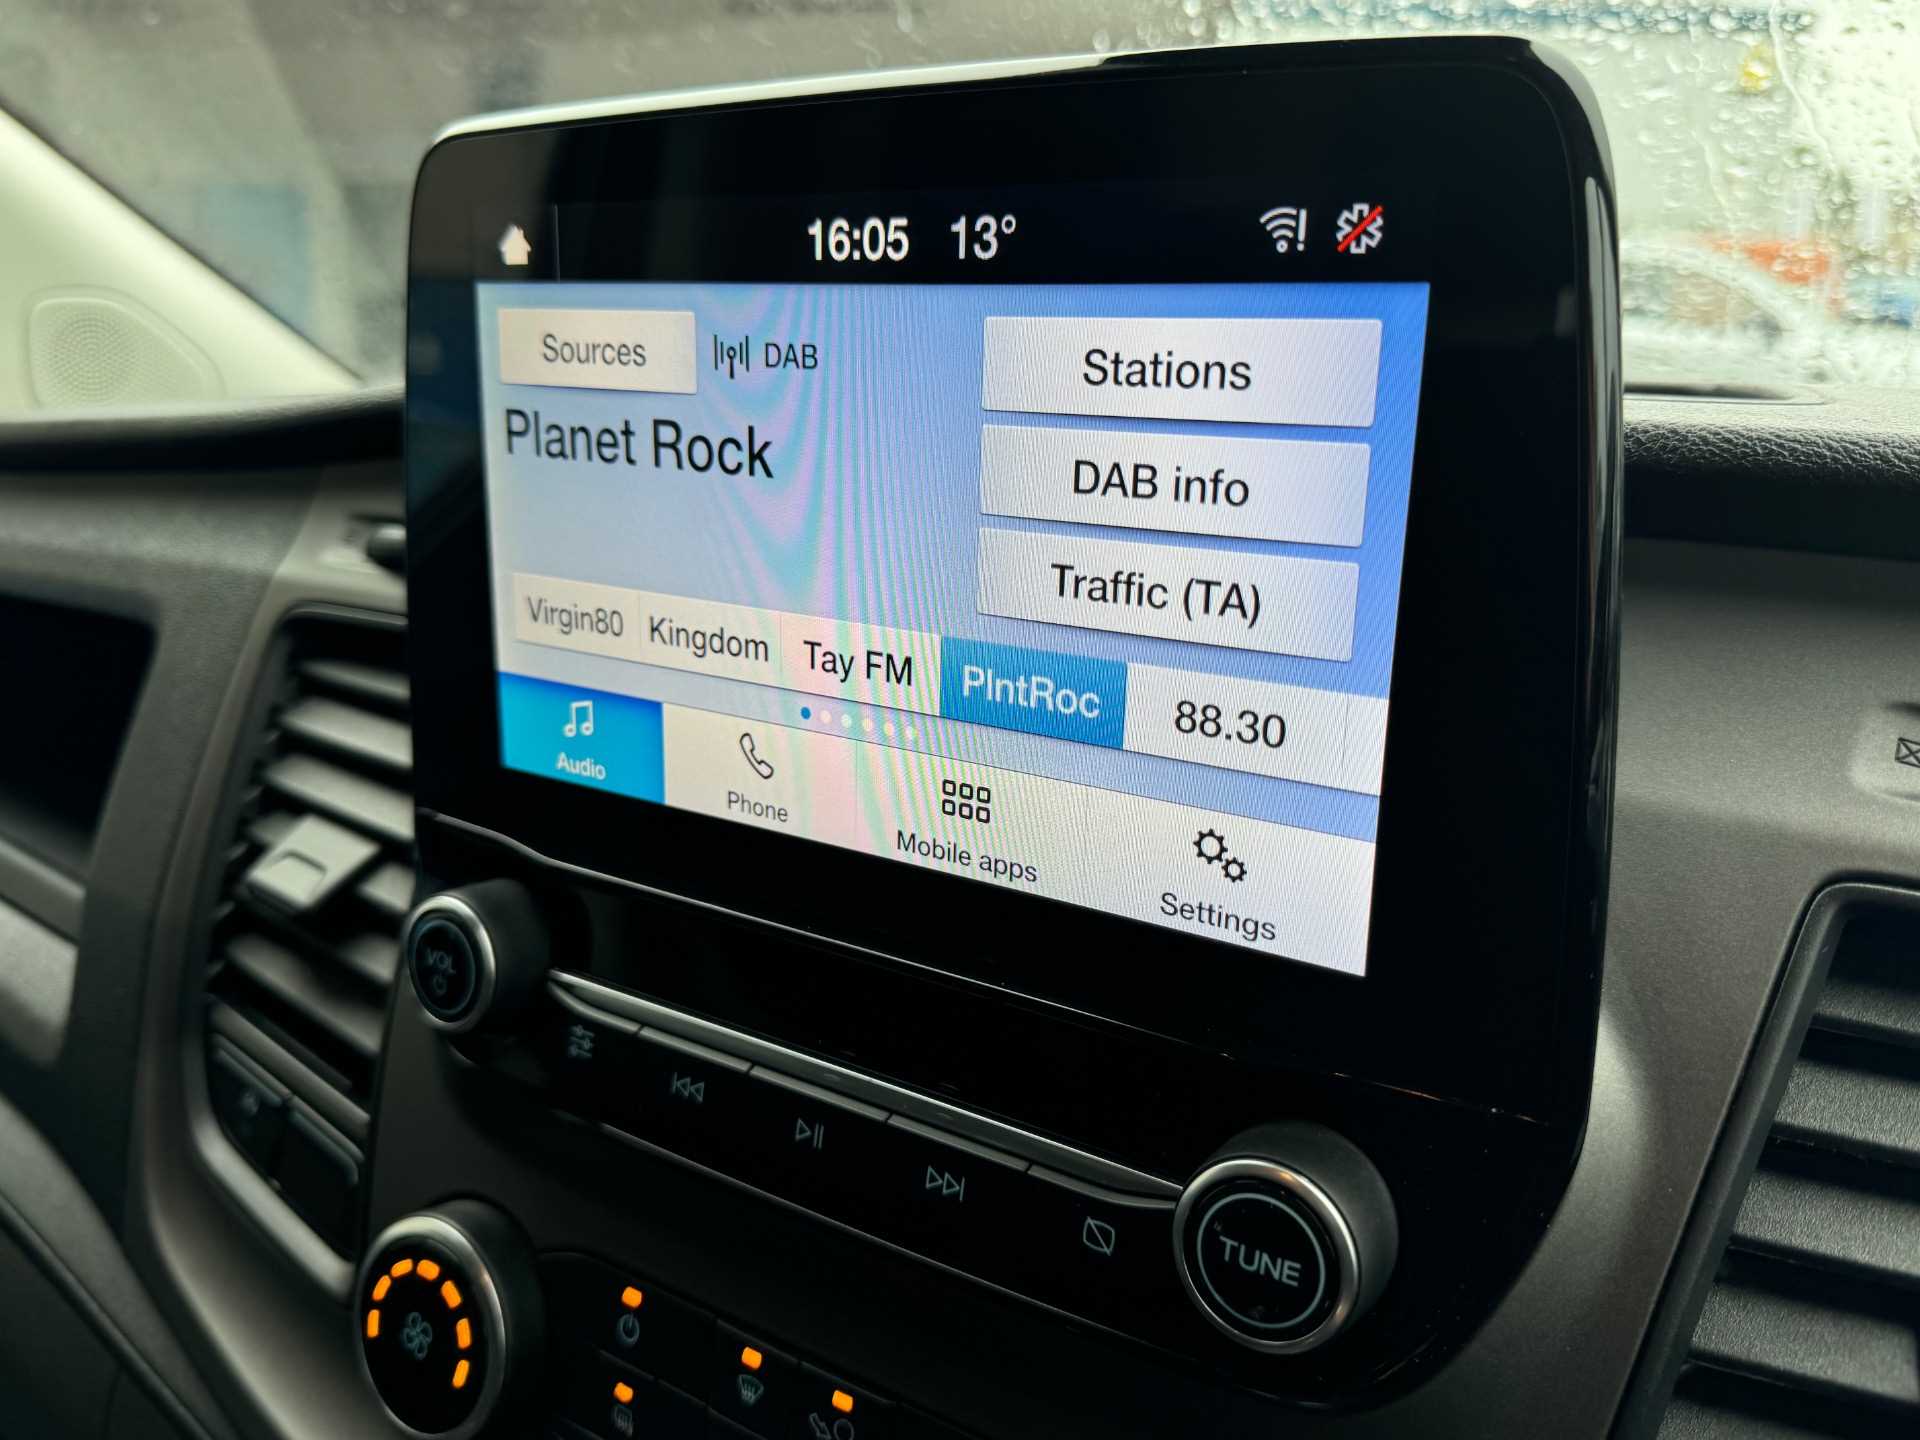 16:05 13°
Sources DAB
Stations
Planet Rock
DAB info
Traffic (TA)
Virgin80 Kingdom Tay FM PlntRoc 88.30
Audio Phone Mobile apps Settings
VOL
TUNE